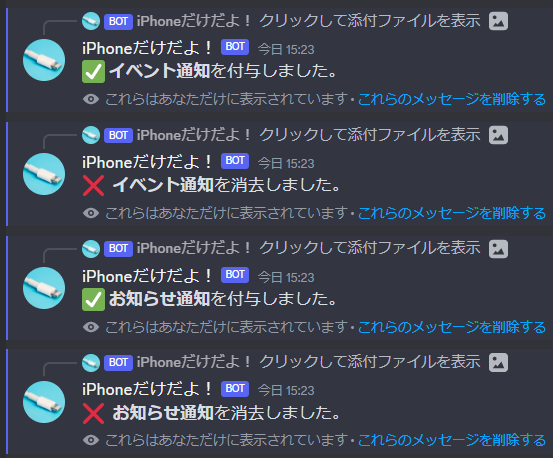 BOT iPhoneだけだよ！ クリックして添付ファイルを表示
iPhoneだけだよ！ BOT 今日 15:23
✅ イベント通知を付与しました。
これらはあなただけに表示されています • これらのメッセージを削除する
BOT iPhoneだけだよ！ クリックして添付ファイルを表示
iPhoneだけだよ！ BOT 今日 15:23
❌ イベント通知を消去しました。
これらはあなただけに表示されています • これらのメッセージを削除する
BOT iPhoneだけだよ！ クリックして添付ファイルを表示
iPhoneだけだよ！ BOT 今日 15:23
✅ お知らせ通知を付与しました。
これらはあなただけに表示されています • これらのメッセージを削除する
BOT iPhoneだけだよ！ クリックして添付ファイルを表示
iPhoneだけだよ！ BOT 今日 15:23
❌ お知らせ通知を消去しました。
これらはあなただけに表示されています • これらのメッセージを削除する